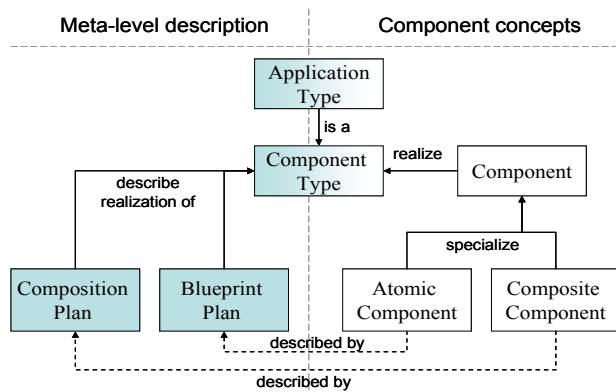 Meta-level description
Component concepts
Application
Type
is a
Component
Type
realize
Component
describe
realization of
specialize
Composition
Plan
Blueprint
Plan
Atomic
Component
Composite
Component
described by
described by